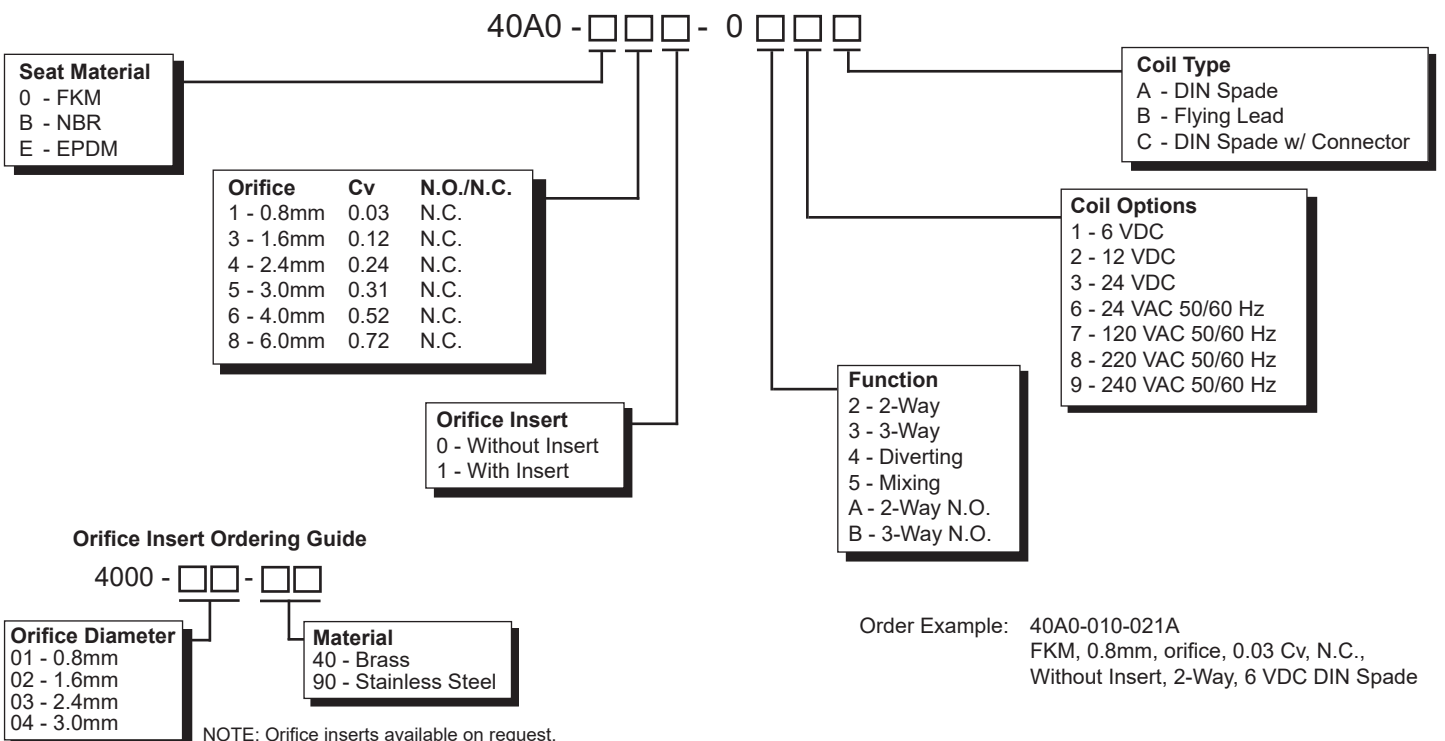 40A0 - □ □ □ - 0 □ □ □
Seat Material
0 - FKM
B - NBR
E - EPDM
Orifice Cv N.O./N.C.
1 - 0.8mm 0.03 N.C.
3 - 1.6mm 0.12 N.C.
4 - 2.4mm 0.24 N.C.
5 - 3.0mm 0.31 N.C.
6 - 4.0mm 0.52 N.C.
8 - 6.0mm 0.72 N.C.
Orifice Insert
0 - Without Insert
1 - With Insert
Coil Type
A - DIN Spade
B - Flying Lead
C - DIN Spade w/ Connector
Coil Options
1 - 6 VDC
2 - 12 VDC
3 - 24 VDC
6 - 24 VAC 50/60 Hz
7 - 120 VAC 50/60 Hz
8 - 220 VAC 50/60 Hz
9 - 240 VAC 50/60 Hz
Function
2 - 2-Way
3 - 3-Way
4 - Diverting
5 - Mixing
A - 2-Way N.O.
B - 3-Way N.O.
Orifice Insert Ordering Guide
4000 - □□ - □□
Orifice Diameter
01 - 0.8mm
02 - 1.6mm
03 - 2.4mm
04 - 3.0mm
Material
40 - Brass
90 - Stainless Steel
NOTE: Orifice inserts available on request.
Order Example: 40A0-010-021A
FKM, 0.8mm, orifice, 0.03 Cv, N.C.,
Without Insert, 2-Way, 6 VDC DIN Spade